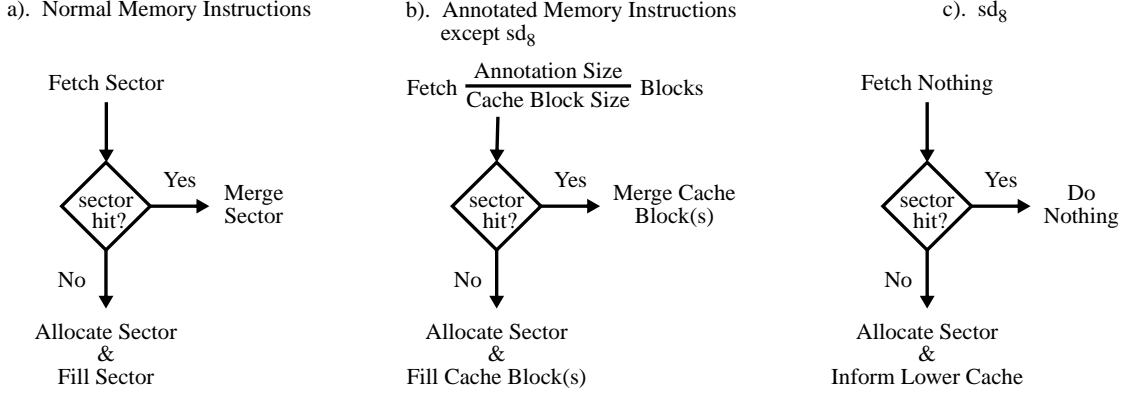 a). Normal Memory Instructions
Fetch Sector
sector
hit?
Yes
Merge
Sector
No
Allocate Sector
&
Fill Sector
b). Annotated Memory Instructions
except sd8
Fetch Annotation Size / Cache Block Size Blocks
sector
hit?
Yes
Merge Cache
Block(s)
No
Allocate Sector
&
Fill Cache Block(s)
c). sd8
Fetch Nothing
sector
hit?
Yes
Do
Nothing
No
Allocate Sector
&
Inform Lower Cache